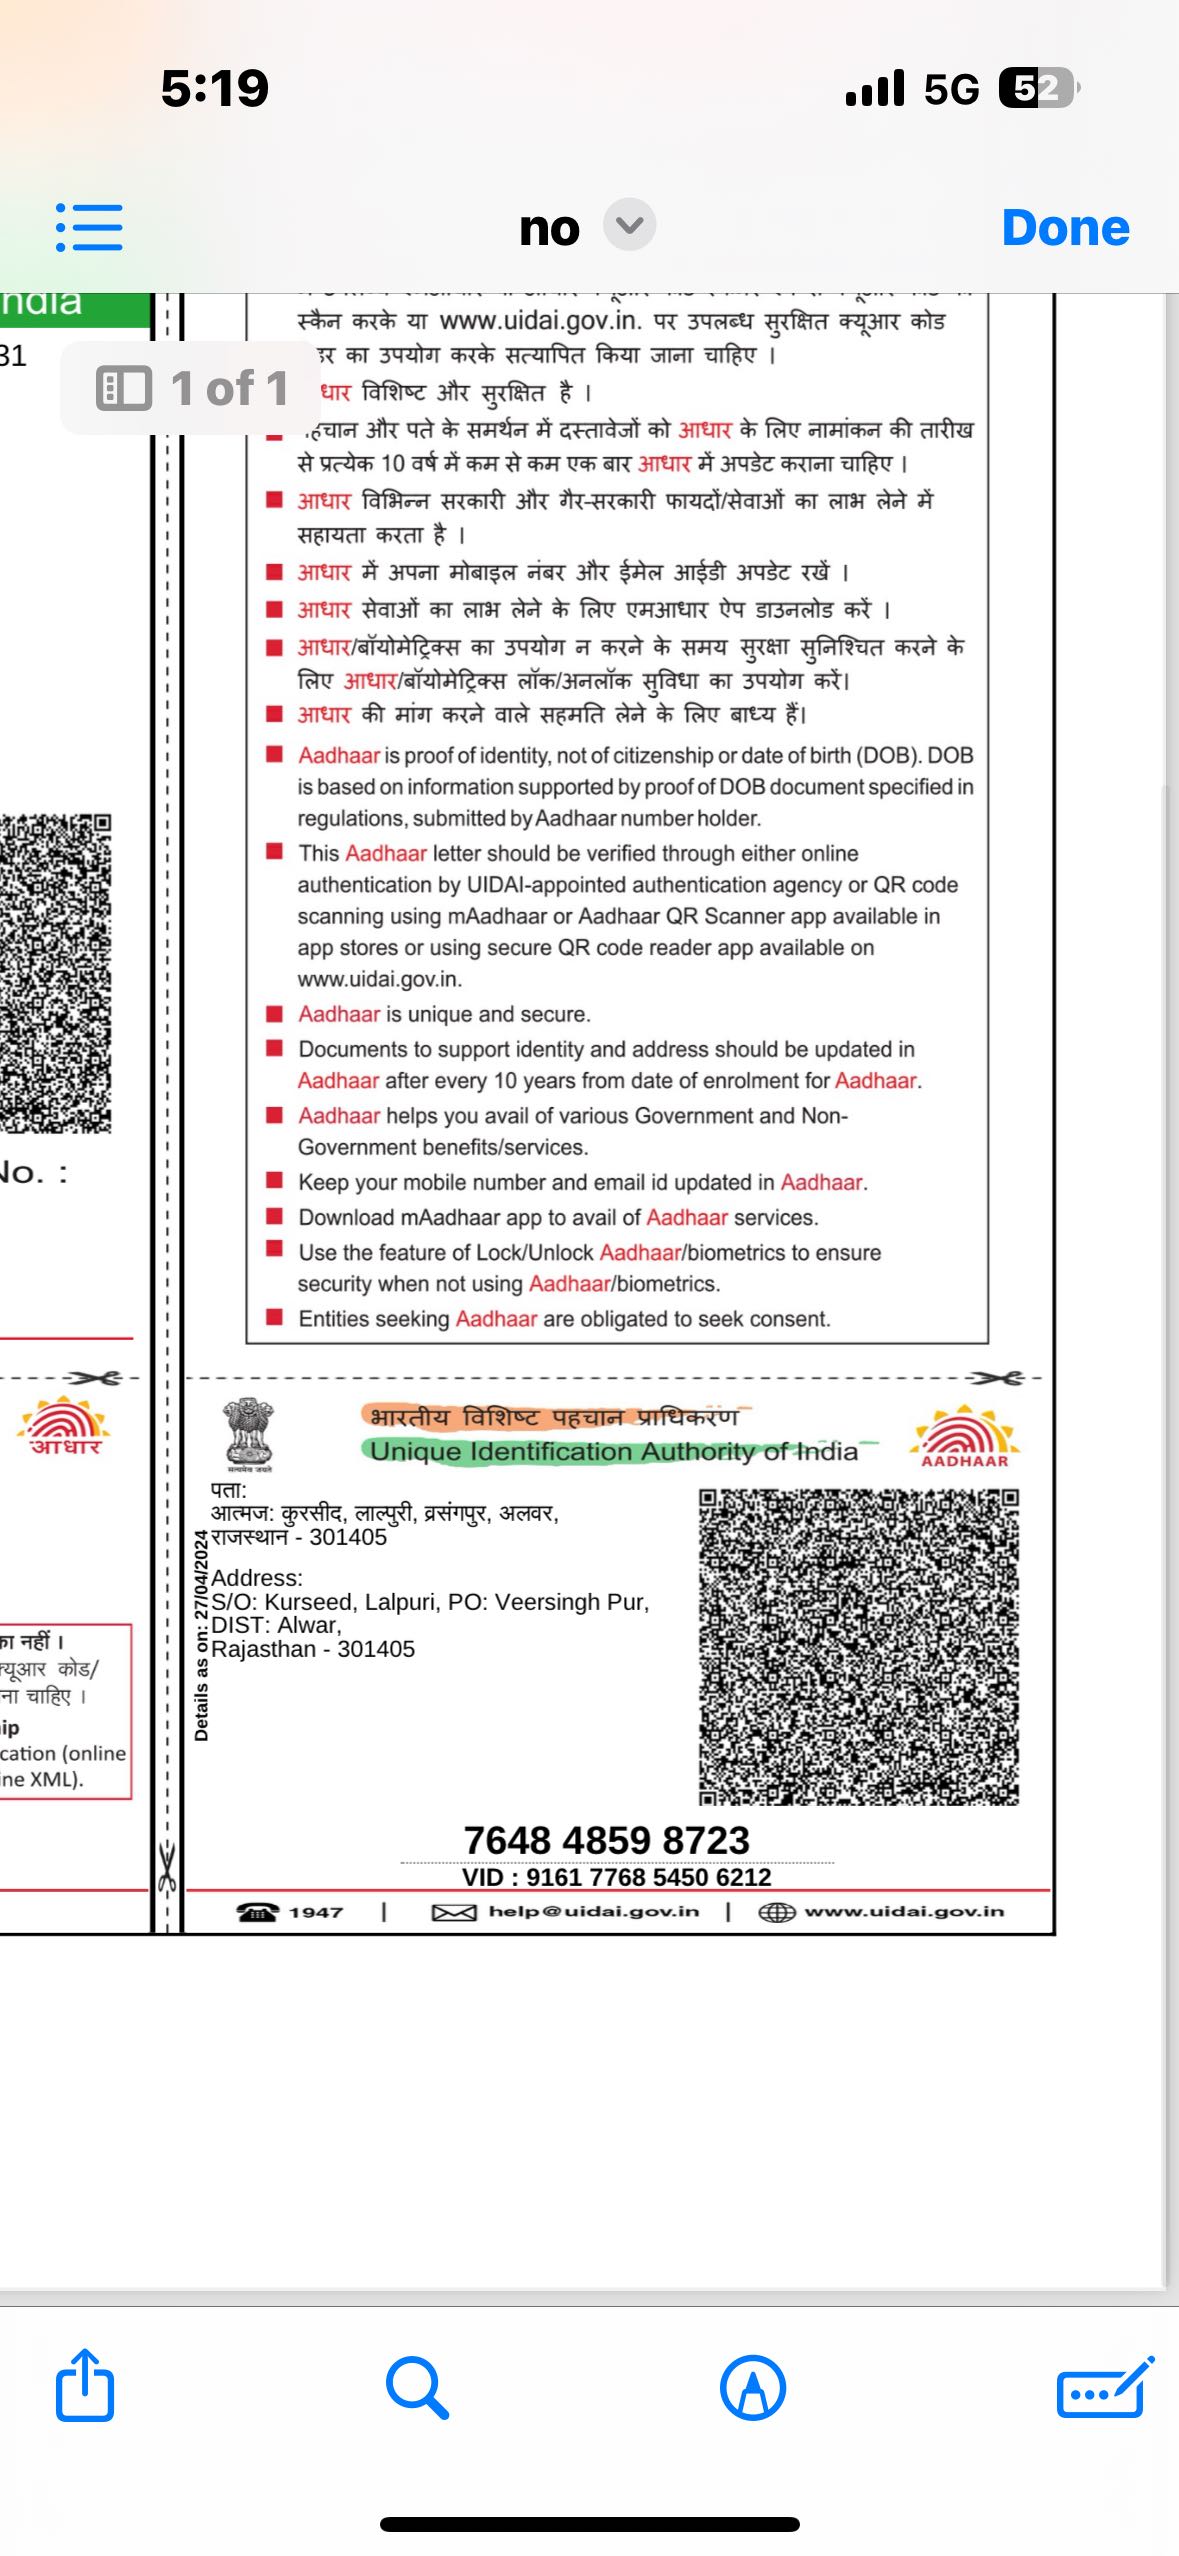 5:19
5G 52
no
Done
ndia
31
1 of 1
स्कैन करके या www.uidai.gov.in. पर उपलब्ध सुरक्षित क्यूआर कोड
का उपयोग करके सत्यापित किया जाना चाहिए ।
धार विशिष्ट और सुरक्षित है ।
हचान और पते के समर्थन में दस्तावेजों को आधार के लिए नामांकन की तारीख
से प्रत्येक 10 वर्ष में कम से कम एक बार आधार में अपडेट कराना चाहिए ।
आधार विभिन्न सरकारी और गैर-सरकारी फायदों/सेवाओं का लाभ लेने में
सहायता करता है ।
आधार में अपना मोबाइल नंबर और ईमेल आईडी अपडेट रखें ।
आधार सेवाओं का लाभ लेने के लिए एमआधार ऐप डाउनलोड करें ।
आधार/बॉयोमेट्रिक्स का उपयोग न करने के समय सुरक्षा सुनिश्चित करने के
लिए आधार/बॉयोमेट्रिक्स लॉक/अनलॉक सुविधा का उपयोग करें।
आधार की मांग करने वाले सहमति लेने के लिए बाध्य हैं।
Aadhaar is proof of identity, not of citizenship or date of birth (DOB). DOB
is based on information supported by proof of DOB document specified in
regulations, submitted by Aadhaar number holder.
This Aadhaar letter should be verified through either online
authentication by UIDAI-appointed authentication agency or QR code
scanning using mAadhaar or Aadhaar QR Scanner app available in
app stores or using secure QR code reader app available on
www.uidai.gov.in.
Aadhaar is unique and secure.
Documents to support identity and address should be updated in
Aadhaar after every 10 years from date of enrolment for Aadhaar.
Aadhaar helps you avail of various Government and Non-
Government benefits/services.
Keep your mobile number and email id updated in Aadhaar.
Download mAadhaar app to avail of Aadhaar services.
Use the feature of Lock/Unlock Aadhaar/biometrics to ensure
security when not using Aadhaar/biometrics.
Entities seeking Aadhaar are obligated to seek consent.
No. :
आधार
का नहीं ।
क्यूआर कोड/
ना चाहिए ।
ip
cation (online
ine XML).
सत्यमेव जयते
भारतीय विशिष्ट पहचान प्राधिकरण
Unique Identification Authority of India
AADHAAR
पता:
आत्मज: कुरसीद, लाल्पुरी, व्रसंगपुर, अलवर,
राजस्थान - 301405
Address:
S/O: Kurseed, Lalpuri, PO: Veersingh Pur,
DIST: Alwar,
Rajasthan - 301405
Details as on: 27/04/2024
7648 4859 8723
VID : 9161 7768 5450 6212
1947 | help@uidai.gov.in | www.uidai.gov.in